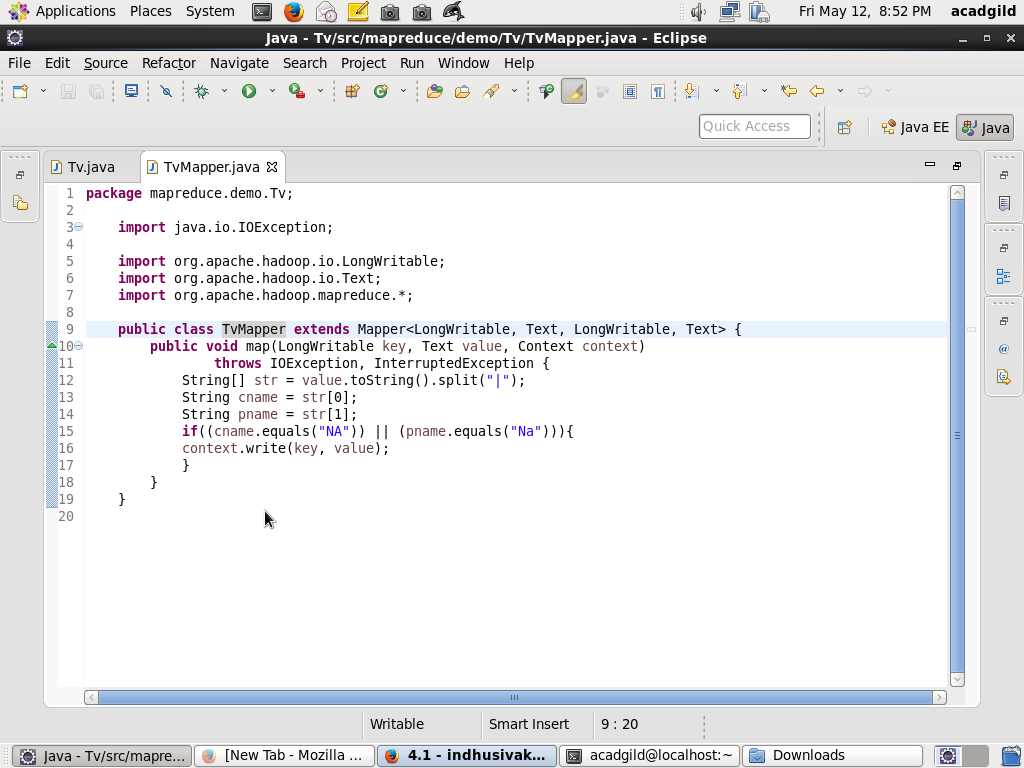 Applications Places System Fri May 12, 8:52 PM acadgild
Java - Tv/src/mapreduce/demo/Tv/TvMapper.java - Eclipse
File Edit Source Refactor Navigate Search Project Run Window Help
Quick Access Java EE Java
Tv.java TvMapper.java
1 package mapreduce.demo.Tv;
2
3 import java.io.IOException;
4
5 import org.apache.hadoop.io.LongWritable;
6 import org.apache.hadoop.io.Text;
7 import org.apache.hadoop.mapreduce.*;
8
9 public class TvMapper extends Mapper<LongWritable, Text, LongWritable, Text> {
10 public void map(LongWritable key, Text value, Context context)
11 throws IOException, InterruptedException {
12 String[] str = value.toString().split("|");
13 String cname = str[0];
14 String pname = str[1];
15 if((cname.equals("NA")) || (pname.equals("Na"))){
16 context.write(key, value);
17 }
18 }
19 }
20
Writable Smart Insert 9 : 20
Java - Tv/src/mapre... [New Tab - Mozilla ... 4.1 - indhusivak... acadgild@localhost:~ Downloads